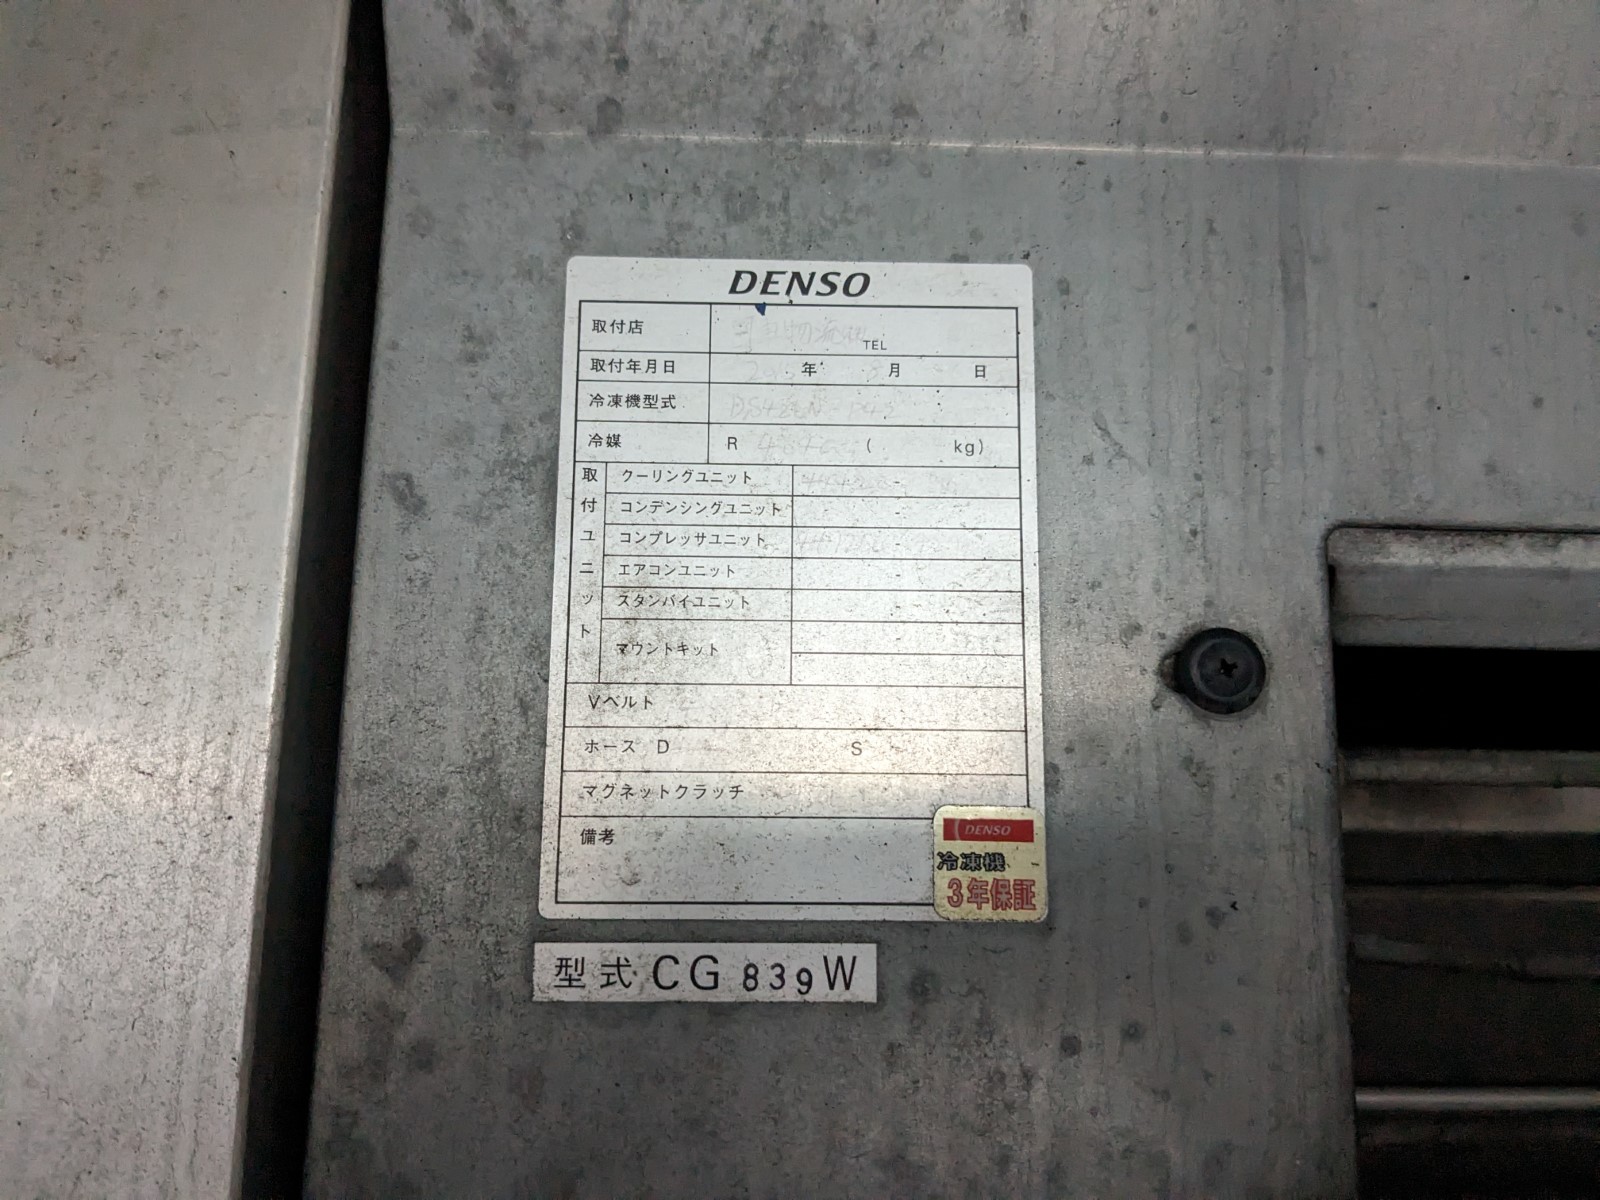 DENSO
取付店 TEL
取付年月日 年 月 日
冷凍機型式
冷媒 R ( kg)
取付ユニット
クーリングユニット -
コンデンシングユニット -
コンプレッサユニット -
エアコンユニット -
スタンバイユニット -
マウントキット
Vベルト
ホース D S
マグネットクラッチ
備考
DENSO
冷凍機
3年保証
型式 CG 839W